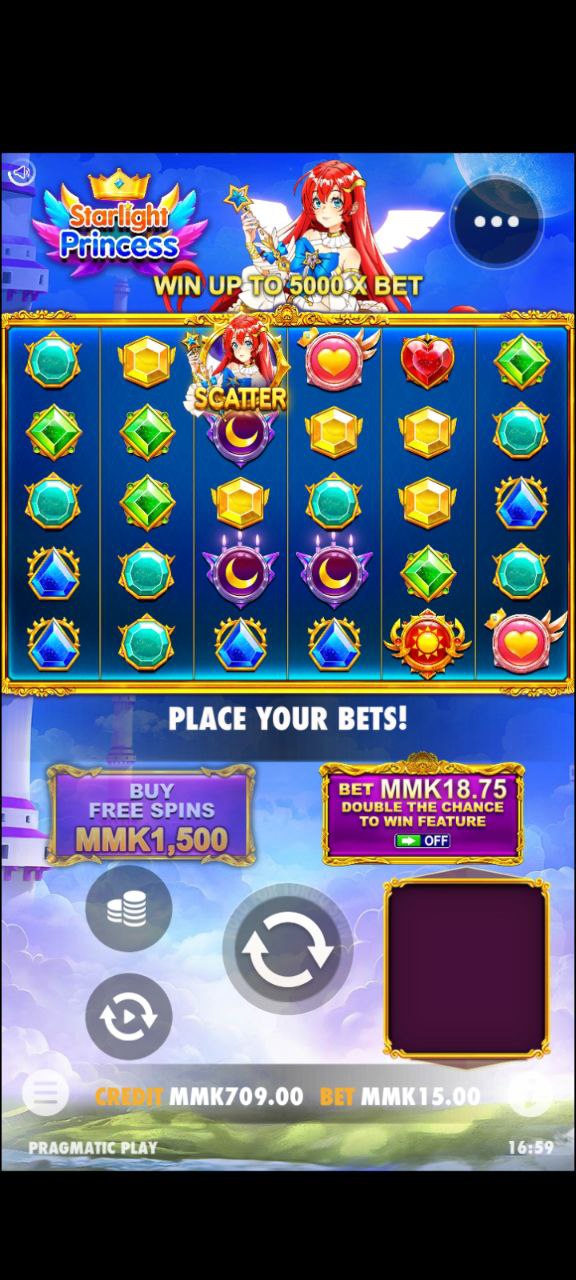 Starlight
Princess
WIN UP TO 5000 X BET
SCATTER
PLACE YOUR BETS!
BUY
FREE SPINS
MMK1,500
BET MMK18.75
DOUBLE THE CHANCE
TO WIN FEATURE
OFF
CREDIT MMK709.00 BET MMK15.00
PRAGMATIC PLAY 16:59